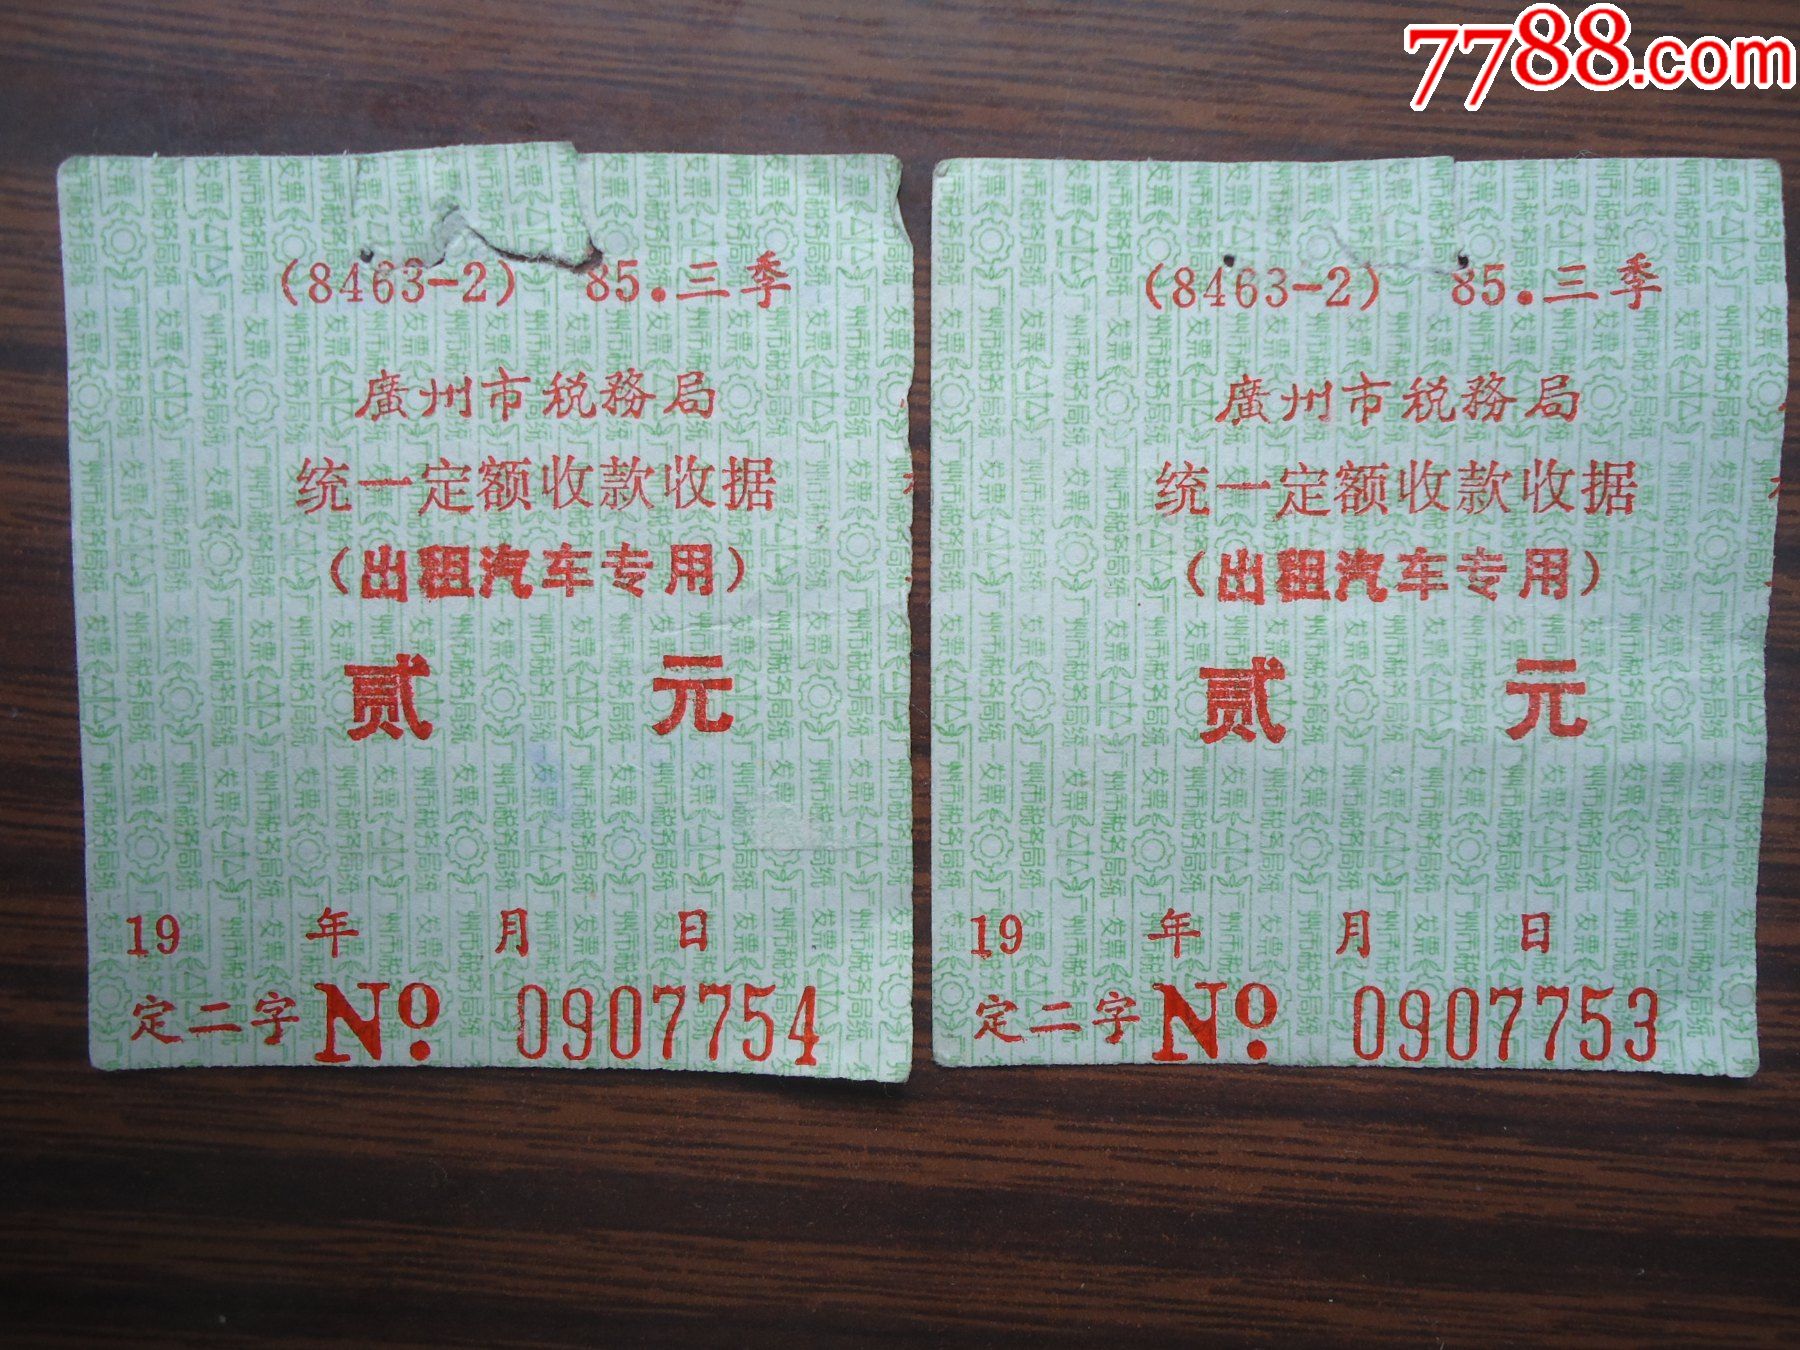 7788.com
(8463-2) 85.三季
廣州市税務局
统一定额收款收据
(出租汽车专用)
贰 元
19 年 月 日
定二字 No. 0907754
(8463-2) 85.三季
廣州市税務局
统一定额收款收据
(出租汽车专用)
贰 元
19 年 月 日
定二字 No. 0907753